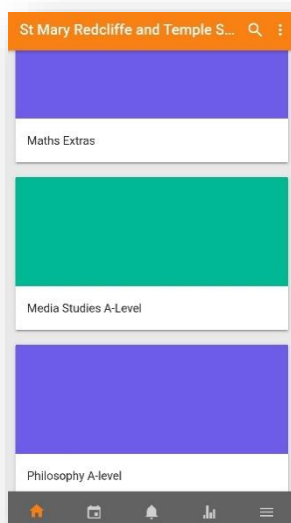 St Mary Redcliffe and Temple S...
Maths Extras
Media Studies A-Level
Philosophy A-level